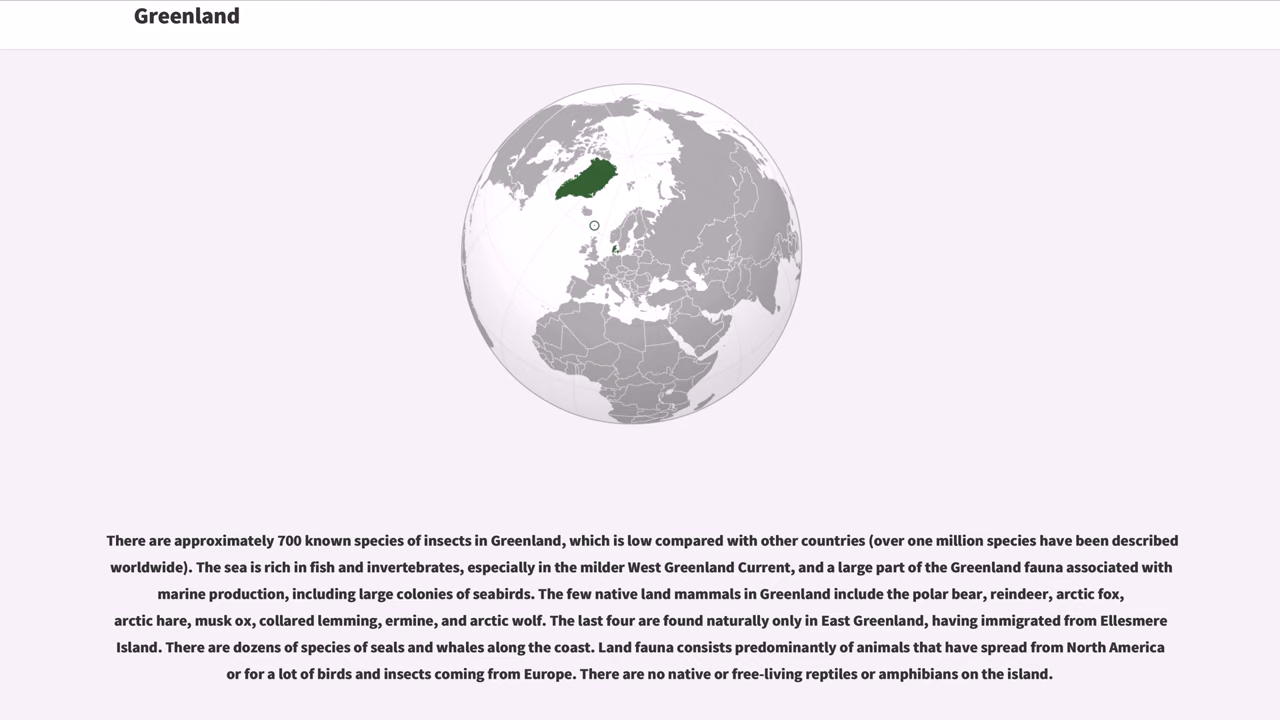 Greenland
There are approximately 700 known species of insects in Greenland, which is low compared with other countries (over one million species have been described
worldwide). The sea is rich in fish and invertebrates, especially in the milder West Greenland Current, and a large part of the Greenland fauna associated with
marine production, including large colonies of seabirds. The few native land mammals in Greenland include the polar bear, reindeer, arctic fox,
arctic hare, musk ox, collared lemming, ermine, and arctic wolf. The last four are found naturally only in East Greenland, having immigrated from Ellesmere
Island. There are dozens of species of seals and whales along the coast. Land fauna consists predominantly of animals that have spread from North America
or for a lot of birds and insects coming from Europe. There are no native or free-living reptiles or amphibians on the island.